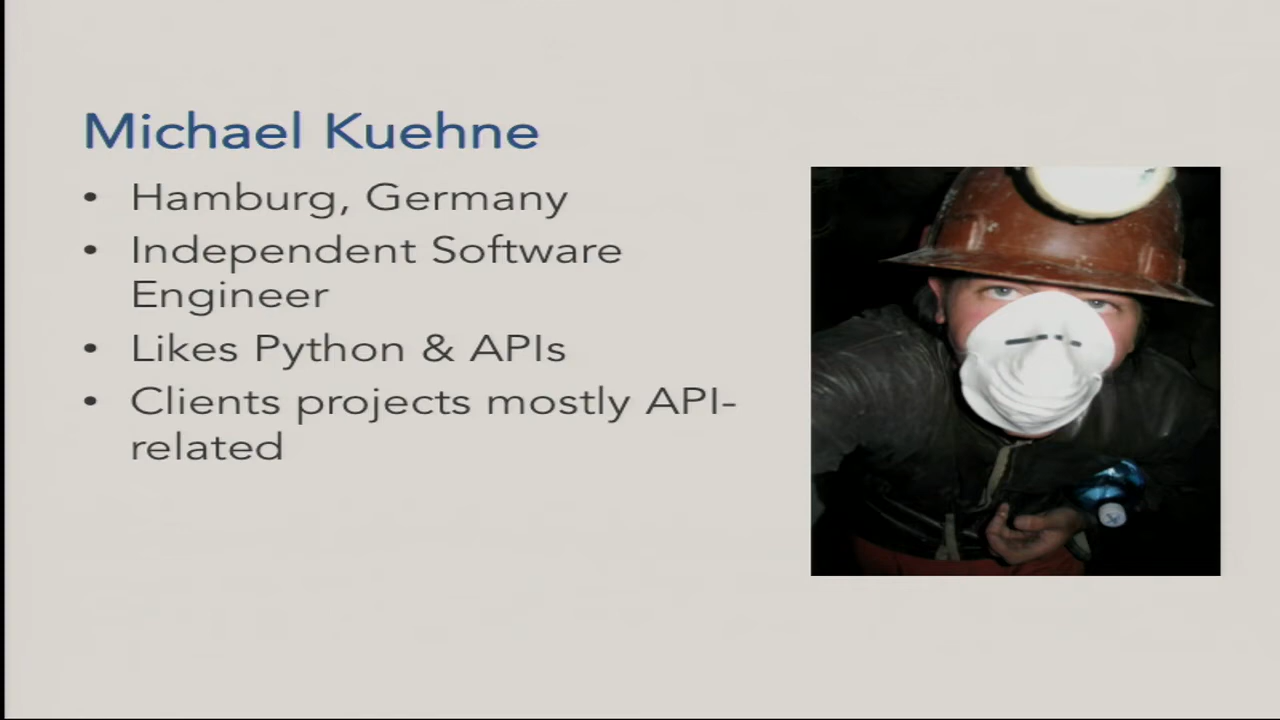 Michael Kuehne
• Hamburg, Germany
• Independent Software
Engineer
• Likes Python & APIs
• Clients projects mostly API-
related